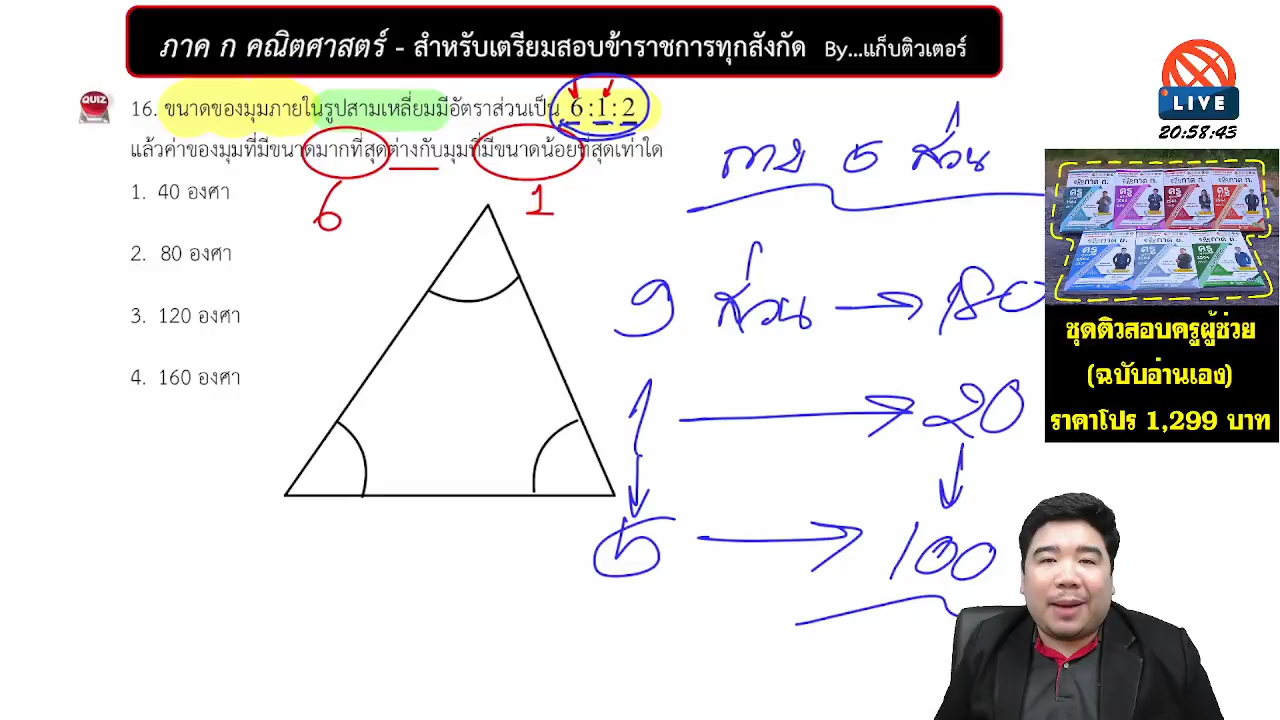 ภาค ก คณิตศาสตร์ - สำหรับเตรียมสอบข้าราชการทุกสังกัด By...แก็บติวเตอร์
QUIZ
16. ขนาดของมุมภายในรูปสามเหลี่ยมมีอัตราส่วนเป็น 6:1:2
แล้วค่าของมุมที่มีขนาดมากที่สุดต่างกับมุมที่มีขนาดน้อยที่สุดเท่าใด
6 1
1. 40 องศา
2. 80 องศา
3. 120 องศา
4. 160 องศา
5 ส่วน
9 ส่วน → 180
1 → 20
5 → 100
LIVE
20:58:43
ชุดติวสอบครูผู้ช่วย
(ฉบับอ่านเอง)
ราคาโปร 1,299 บาท